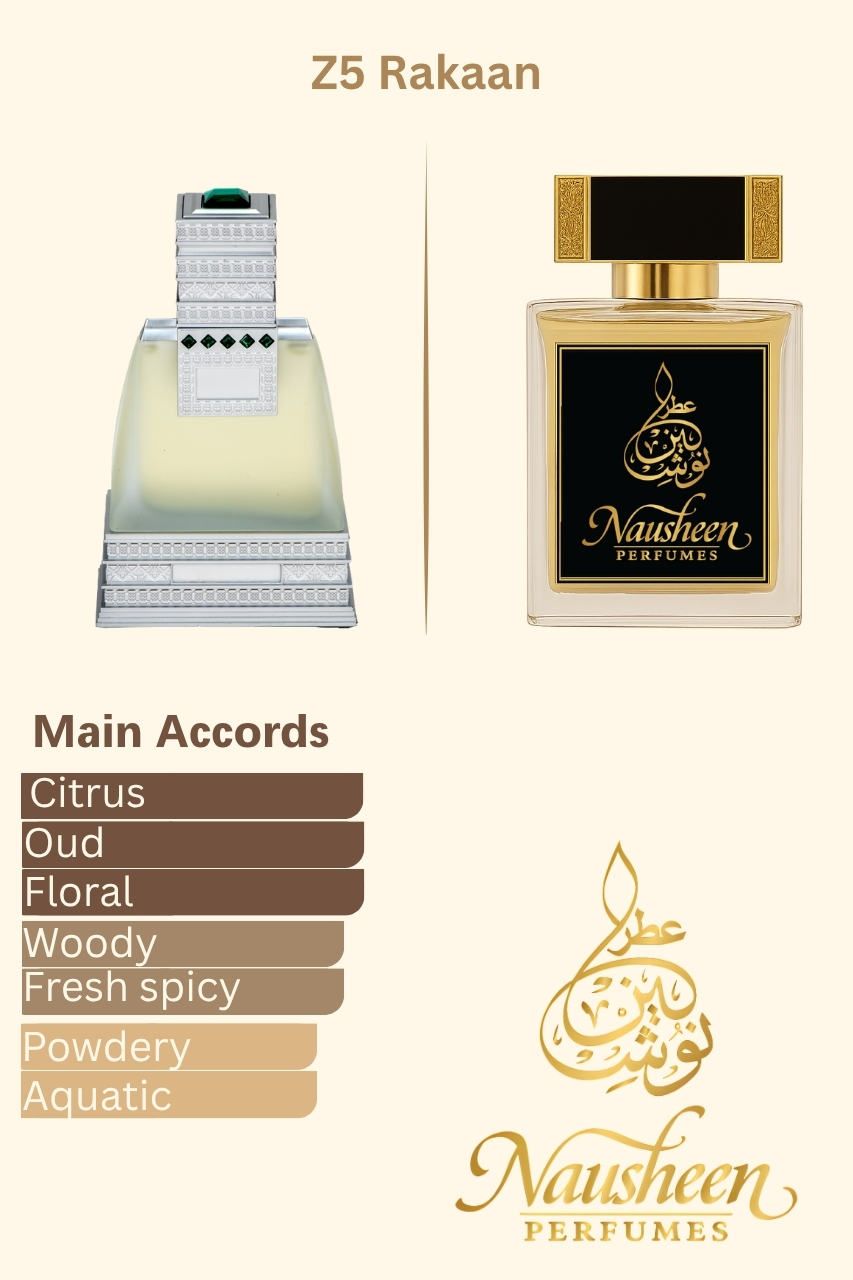 Z5 Rakaan
عطر
نوشين
Nausheen
PERFUMES
Main Accords
Citrus
Oud
Floral
Woody
Fresh spicy
Powdery
Aquatic
عطر
نوشين
Nausheen
PERFUMES